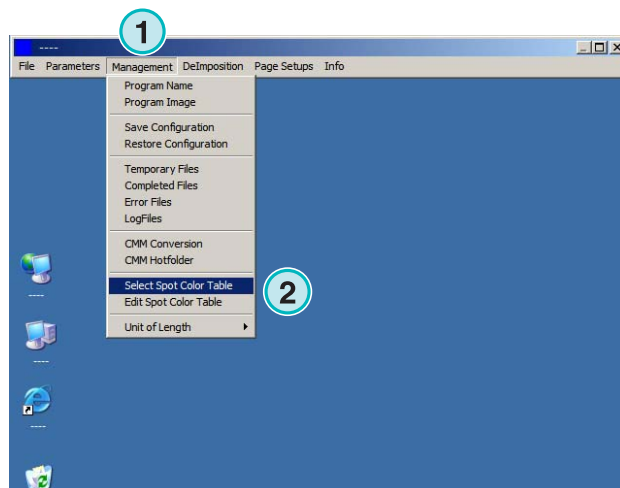 1
----
File Parameters Management DeImposition Page Setups Info
Program Name
Program Image
Save Configuration
Restore Configuration
Temporary Files
Completed Files
Error Files
LogFiles
CMM Conversion
CMM Hotfolder
Select Spot Color Table
2
Edit Spot Color Table
Unit of Length
----
----
----